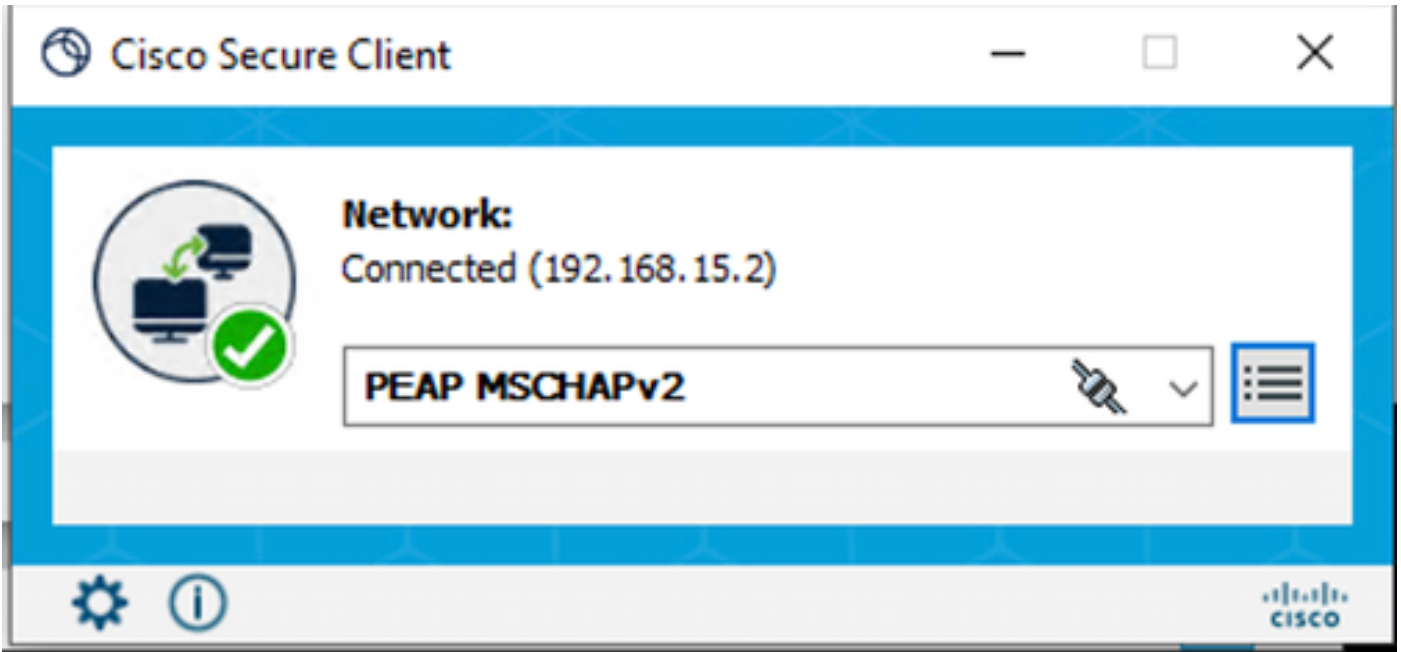 Cisco Secure Client
Network:
Connected (192.168.15.2)
PEAP MSCHAPv2
CISCO